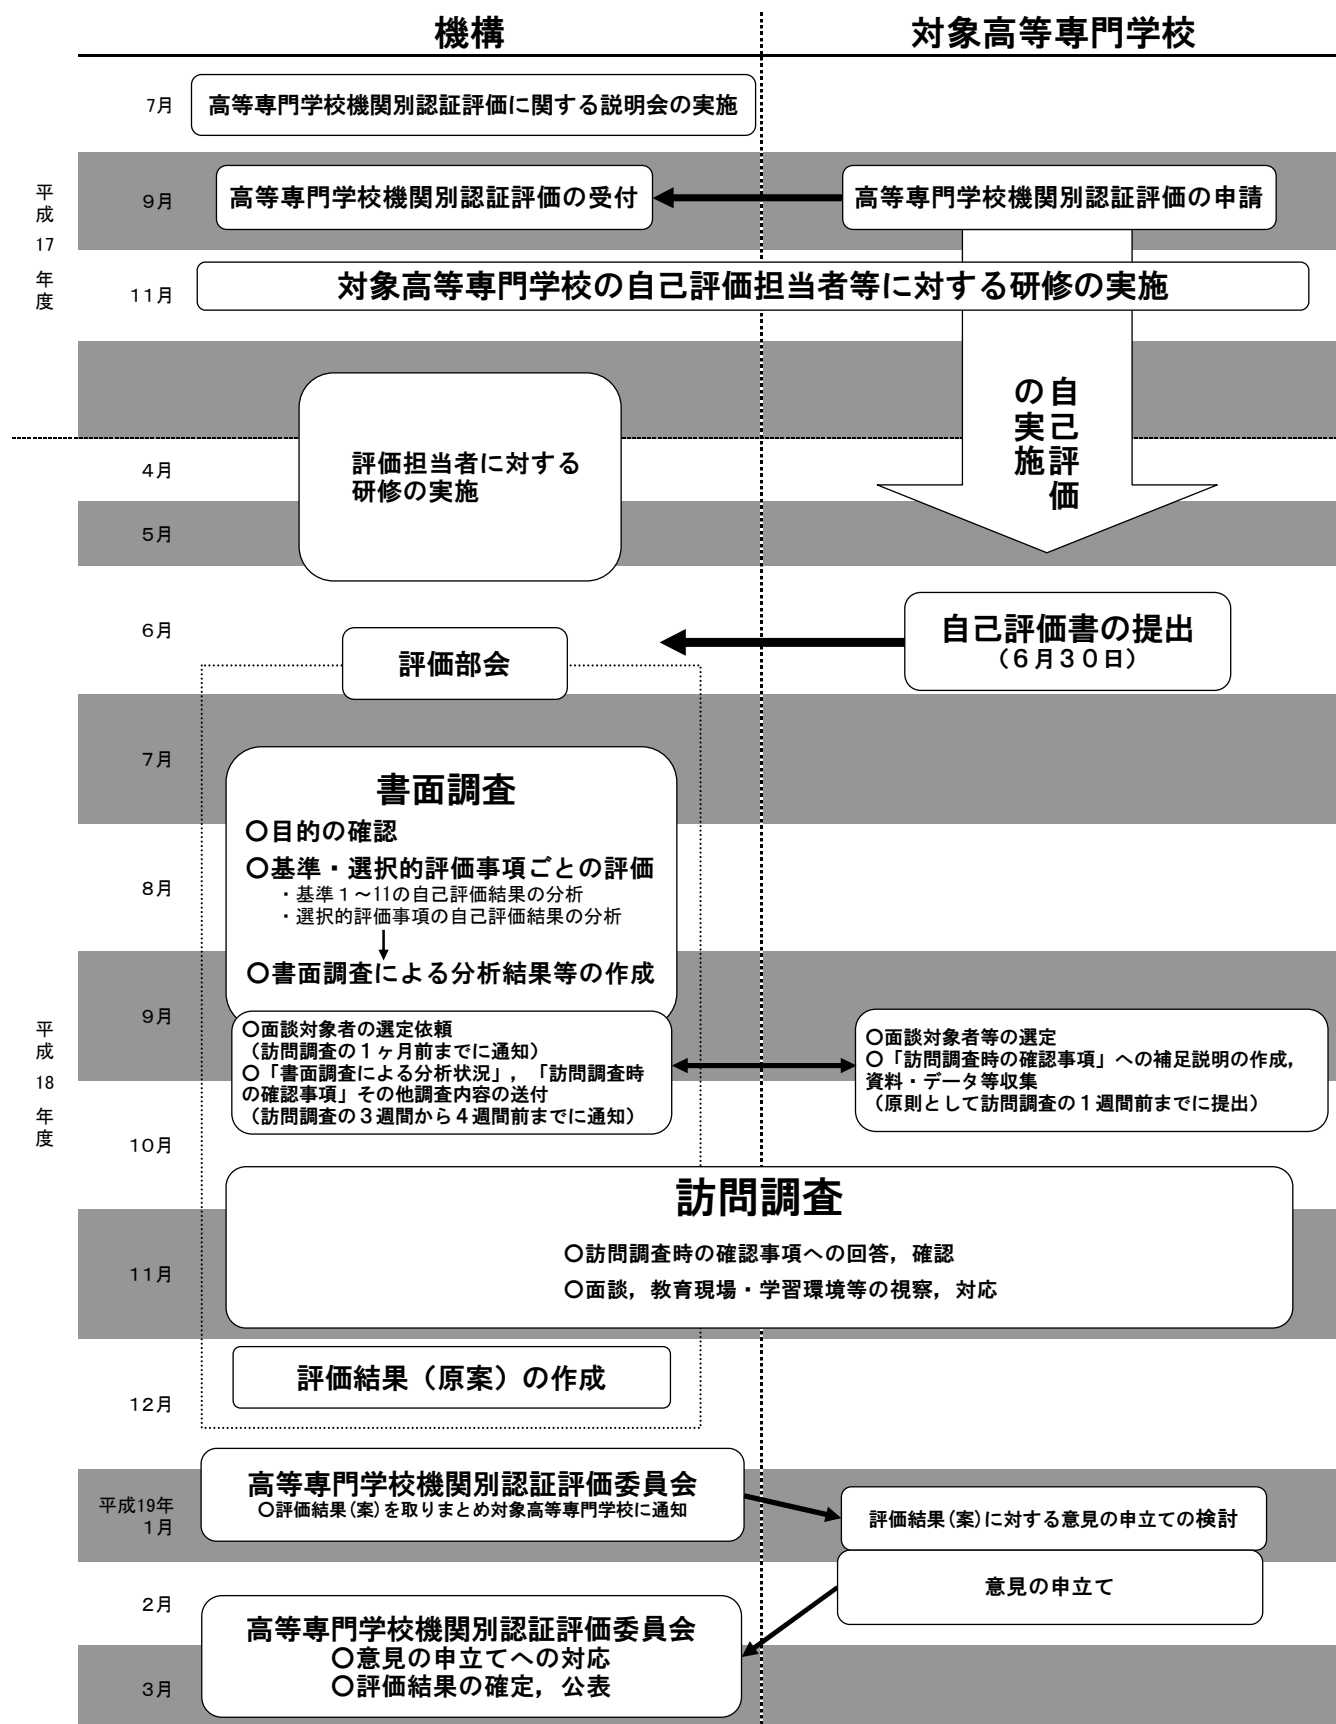 機構
対象高等専門学校
平成17年度
7月
高等専門学校機関別認証評価に関する説明会の実施
9月
高等専門学校機関別認証評価の受付
高等専門学校機関別認証評価の申請
11月
対象高等専門学校の自己評価担当者等に対する研修の実施
自己評価
の実施
4月
評価担当者に対する
研修の実施
5月
6月
自己評価書の提出
(6月30日)
評価部会
7月
書面調査
〇目的の確認
〇基準・選択的評価事項ごとの評価
・基準1~11の自己評価結果の分析
・選択的評価事項の自己評価結果の分析
8月
〇書面調査による分析結果等の作成
平成18年度
9月
〇面談対象者の選定依頼
(訪問調査の1ヶ月前までに通知)
〇「書面調査による分析状況」,「訪問調査時
の確認事項」その他調査内容の送付
(訪問調査の3週間から4週間前までに通知)
〇面談対象者等の選定
〇「訪問調査時の確認事項」への補足説明の作成,
資料・データ等収集
(原則として訪問調査の1週間前までに提出)
10月
訪問調査
〇訪問調査時の確認事項への回答,確認
〇面談,教育現場・学習環境等の視察,対応
11月
評価結果(原案)の作成
12月
高等専門学校機関別認証評価委員会
〇評価結果(案)を取りまとめ対象高等専門学校に通知
平成19年
1月
評価結果(案)に対する意見の申立ての検討
意見の申立て
2月
高等専門学校機関別認証評価委員会
〇意見の申立てへの対応
〇評価結果の確定,公表
3月